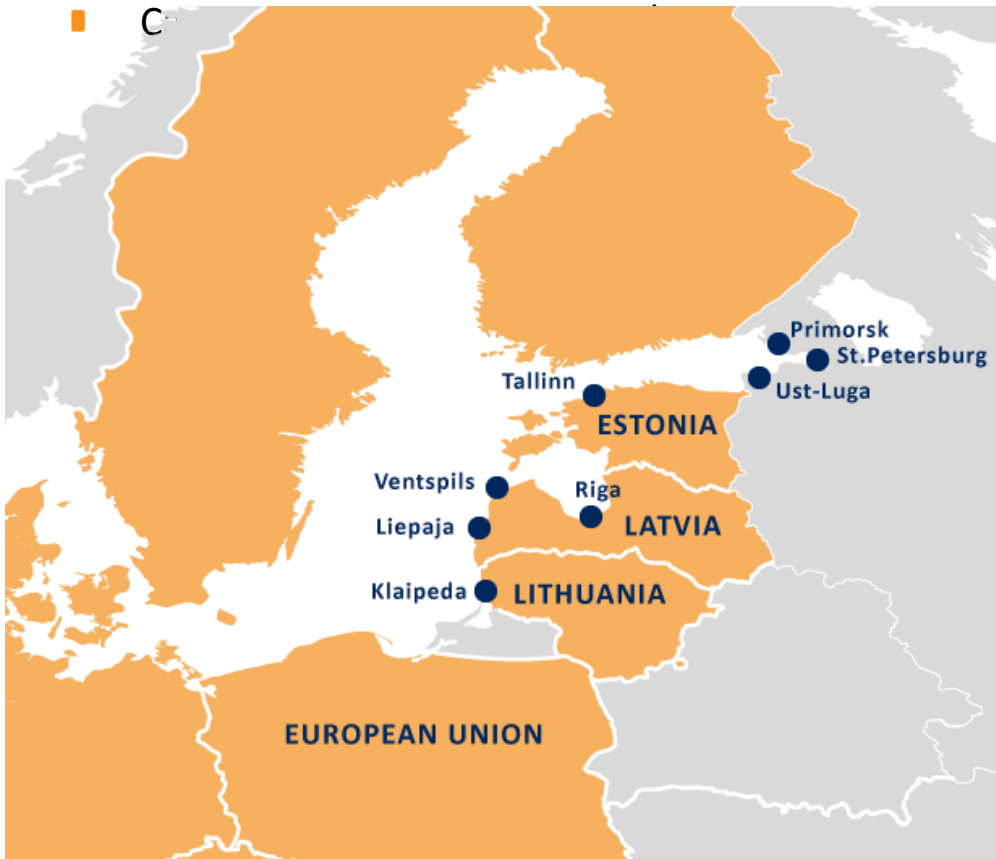 Primorsk
St.Petersburg
Tallinn
Ust-Luga
ESTONIA
Ventspils
Riga
Liepaja
LATVIA
Klaipeda
LITHUANIA
EUROPEAN UNION